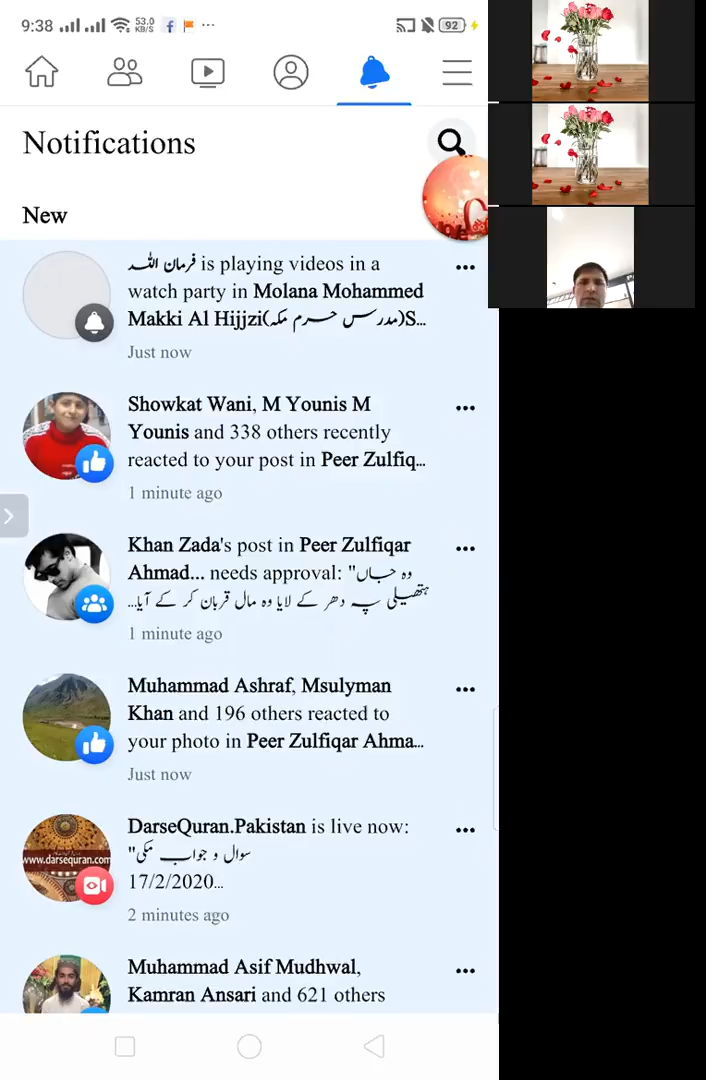 9:38 53.0 KB/S f ... 92
Notifications
New
فرمان اللہ is playing videos in a
watch party in Molana Mohammed
Makki Al Hijjzi(مدرس حرم مکہ)S...
Just now
Showkat Wani, M Younis M
Younis and 338 others recently
reacted to your post in Peer Zulfiq...
1 minute ago
Khan Zada's post in Peer Zulfiqar
Ahmad... needs approval: "وہ جاں
ہتھیلی پہ دھر کے لایا وہ مال قربان کر کے آیا...
1 minute ago
Muhammad Ashraf, Msulyman
Khan and 196 others reacted to
your photo in Peer Zulfiqar Ahma...
Just now
DarseQuran.Pakistan is live now:
"سوال و جواب مکی
17/2/2020...
www.darsequran.com
2 minutes ago
Muhammad Asif Mudhwal,
Kamran Ansari and 621 others